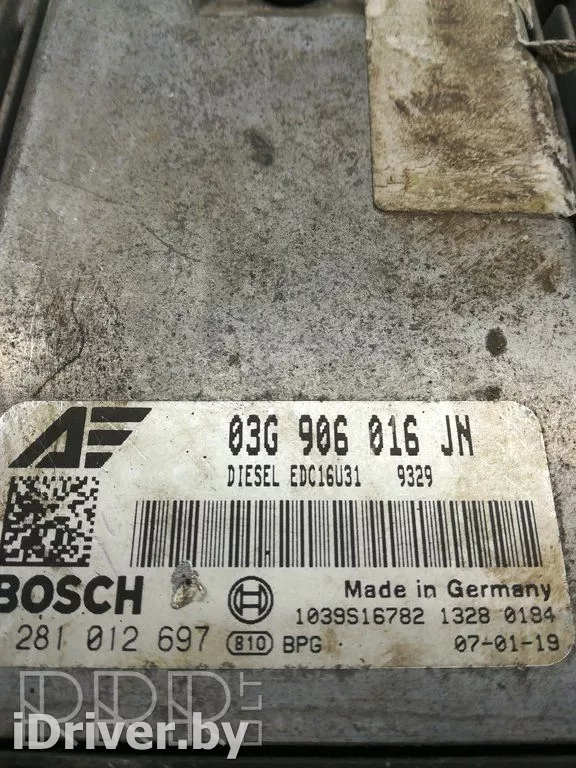 AE
03G 906 016 JN
DIESEL EDC16U31 9329
BOSCH
Made in Germany
1039S16782 1328 0184
281 012 697 810 BPG 07-01-19
iDriver.by